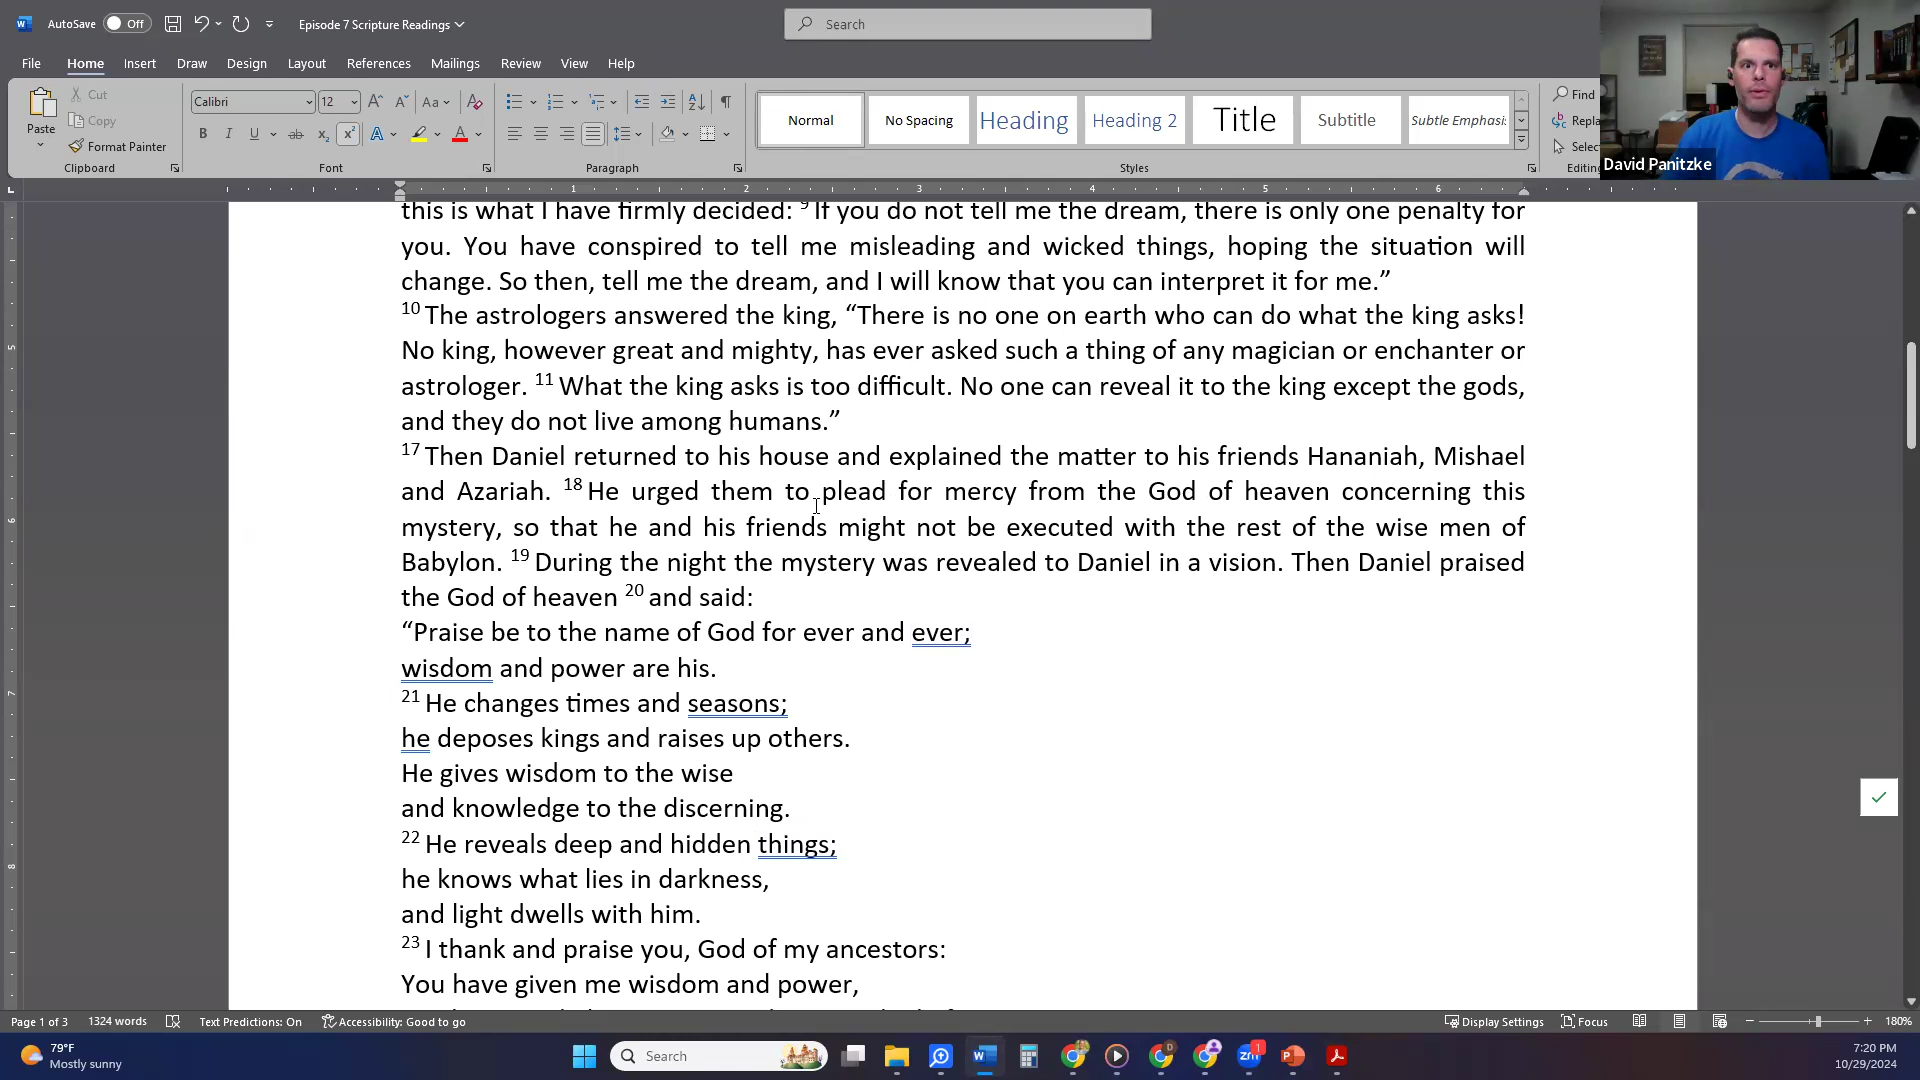 AutoSave
Off
Episode 7 Scripture Readings
Search
File
Home
Insert
Draw
Design
Layout
References
Mailings
Review
View
Help
Paste
Cut
Copy
Format Painter
Clipboard
Calibri
12
Font
Paragraph
Normal
No Spacing
Heading
Heading 2
Title
Subtitle
Subtle Emphasi
Styles
Find
Repla
Selec
Editin
David Panitzke
1
2
3
4
5
6
this is what I have firmly decided: 9 If you do not tell me the dream, there is only one penalty for
you. You have conspired to tell me misleading and wicked things, hoping the situation will
change. So then, tell me the dream, and I will know that you can interpret it for me.”
10 The astrologers answered the king, “There is no one on earth who can do what the king asks!
No king, however great and mighty, has ever asked such a thing of any magician or enchanter or
astrologer. 11 What the king asks is too difficult. No one can reveal it to the king except the gods,
and they do not live among humans.”
17 Then Daniel returned to his house and explained the matter to his friends Hananiah, Mishael
and Azariah. 18 He urged them to plead for mercy from the God of heaven concerning this
mystery, so that he and his friends might not be executed with the rest of the wise men of
Babylon. 19 During the night the mystery was revealed to Daniel in a vision. Then Daniel praised
the God of heaven 20 and said:
“Praise be to the name of God for ever and ever;
wisdom and power are his.
21 He changes times and seasons;
he deposes kings and raises up others.
He gives wisdom to the wise
and knowledge to the discerning.
22 He reveals deep and hidden things;
he knows what lies in darkness,
and light dwells with him.
23 I thank and praise you, God of my ancestors:
You have given me wisdom and power,
5
6
7
8
Page 1 of 3
1324 words
Text Predictions: On
Accessibility: Good to go
Display Settings
Focus
180%
79°F
Mostly sunny
Search
7:20 PM
10/29/2024